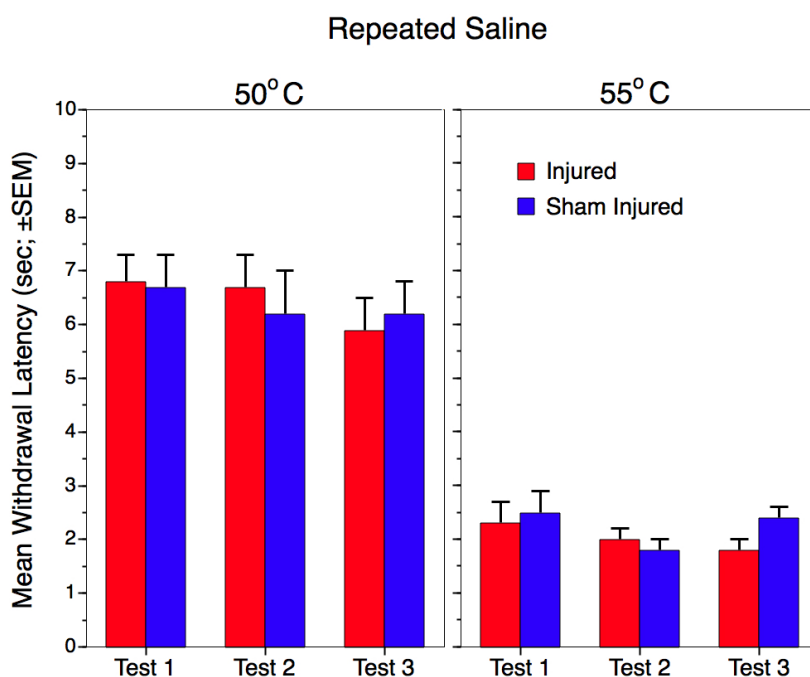 Repeated Saline
50°C
55°C
Mean Withdrawal Latency (sec; ±SEM)
10
9
8
7
6
5
4
3
2
1
0
Injured
Sham Injured
Test 1
Test 2
Test 3
Test 1
Test 2
Test 3